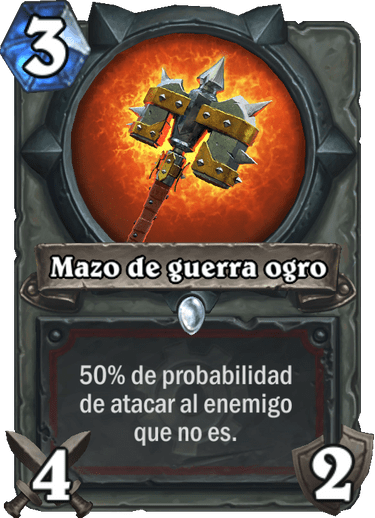 3
Mazo de guerra ogro
50% de probabilidad
de atacar al enemigo
que no es.
4
2